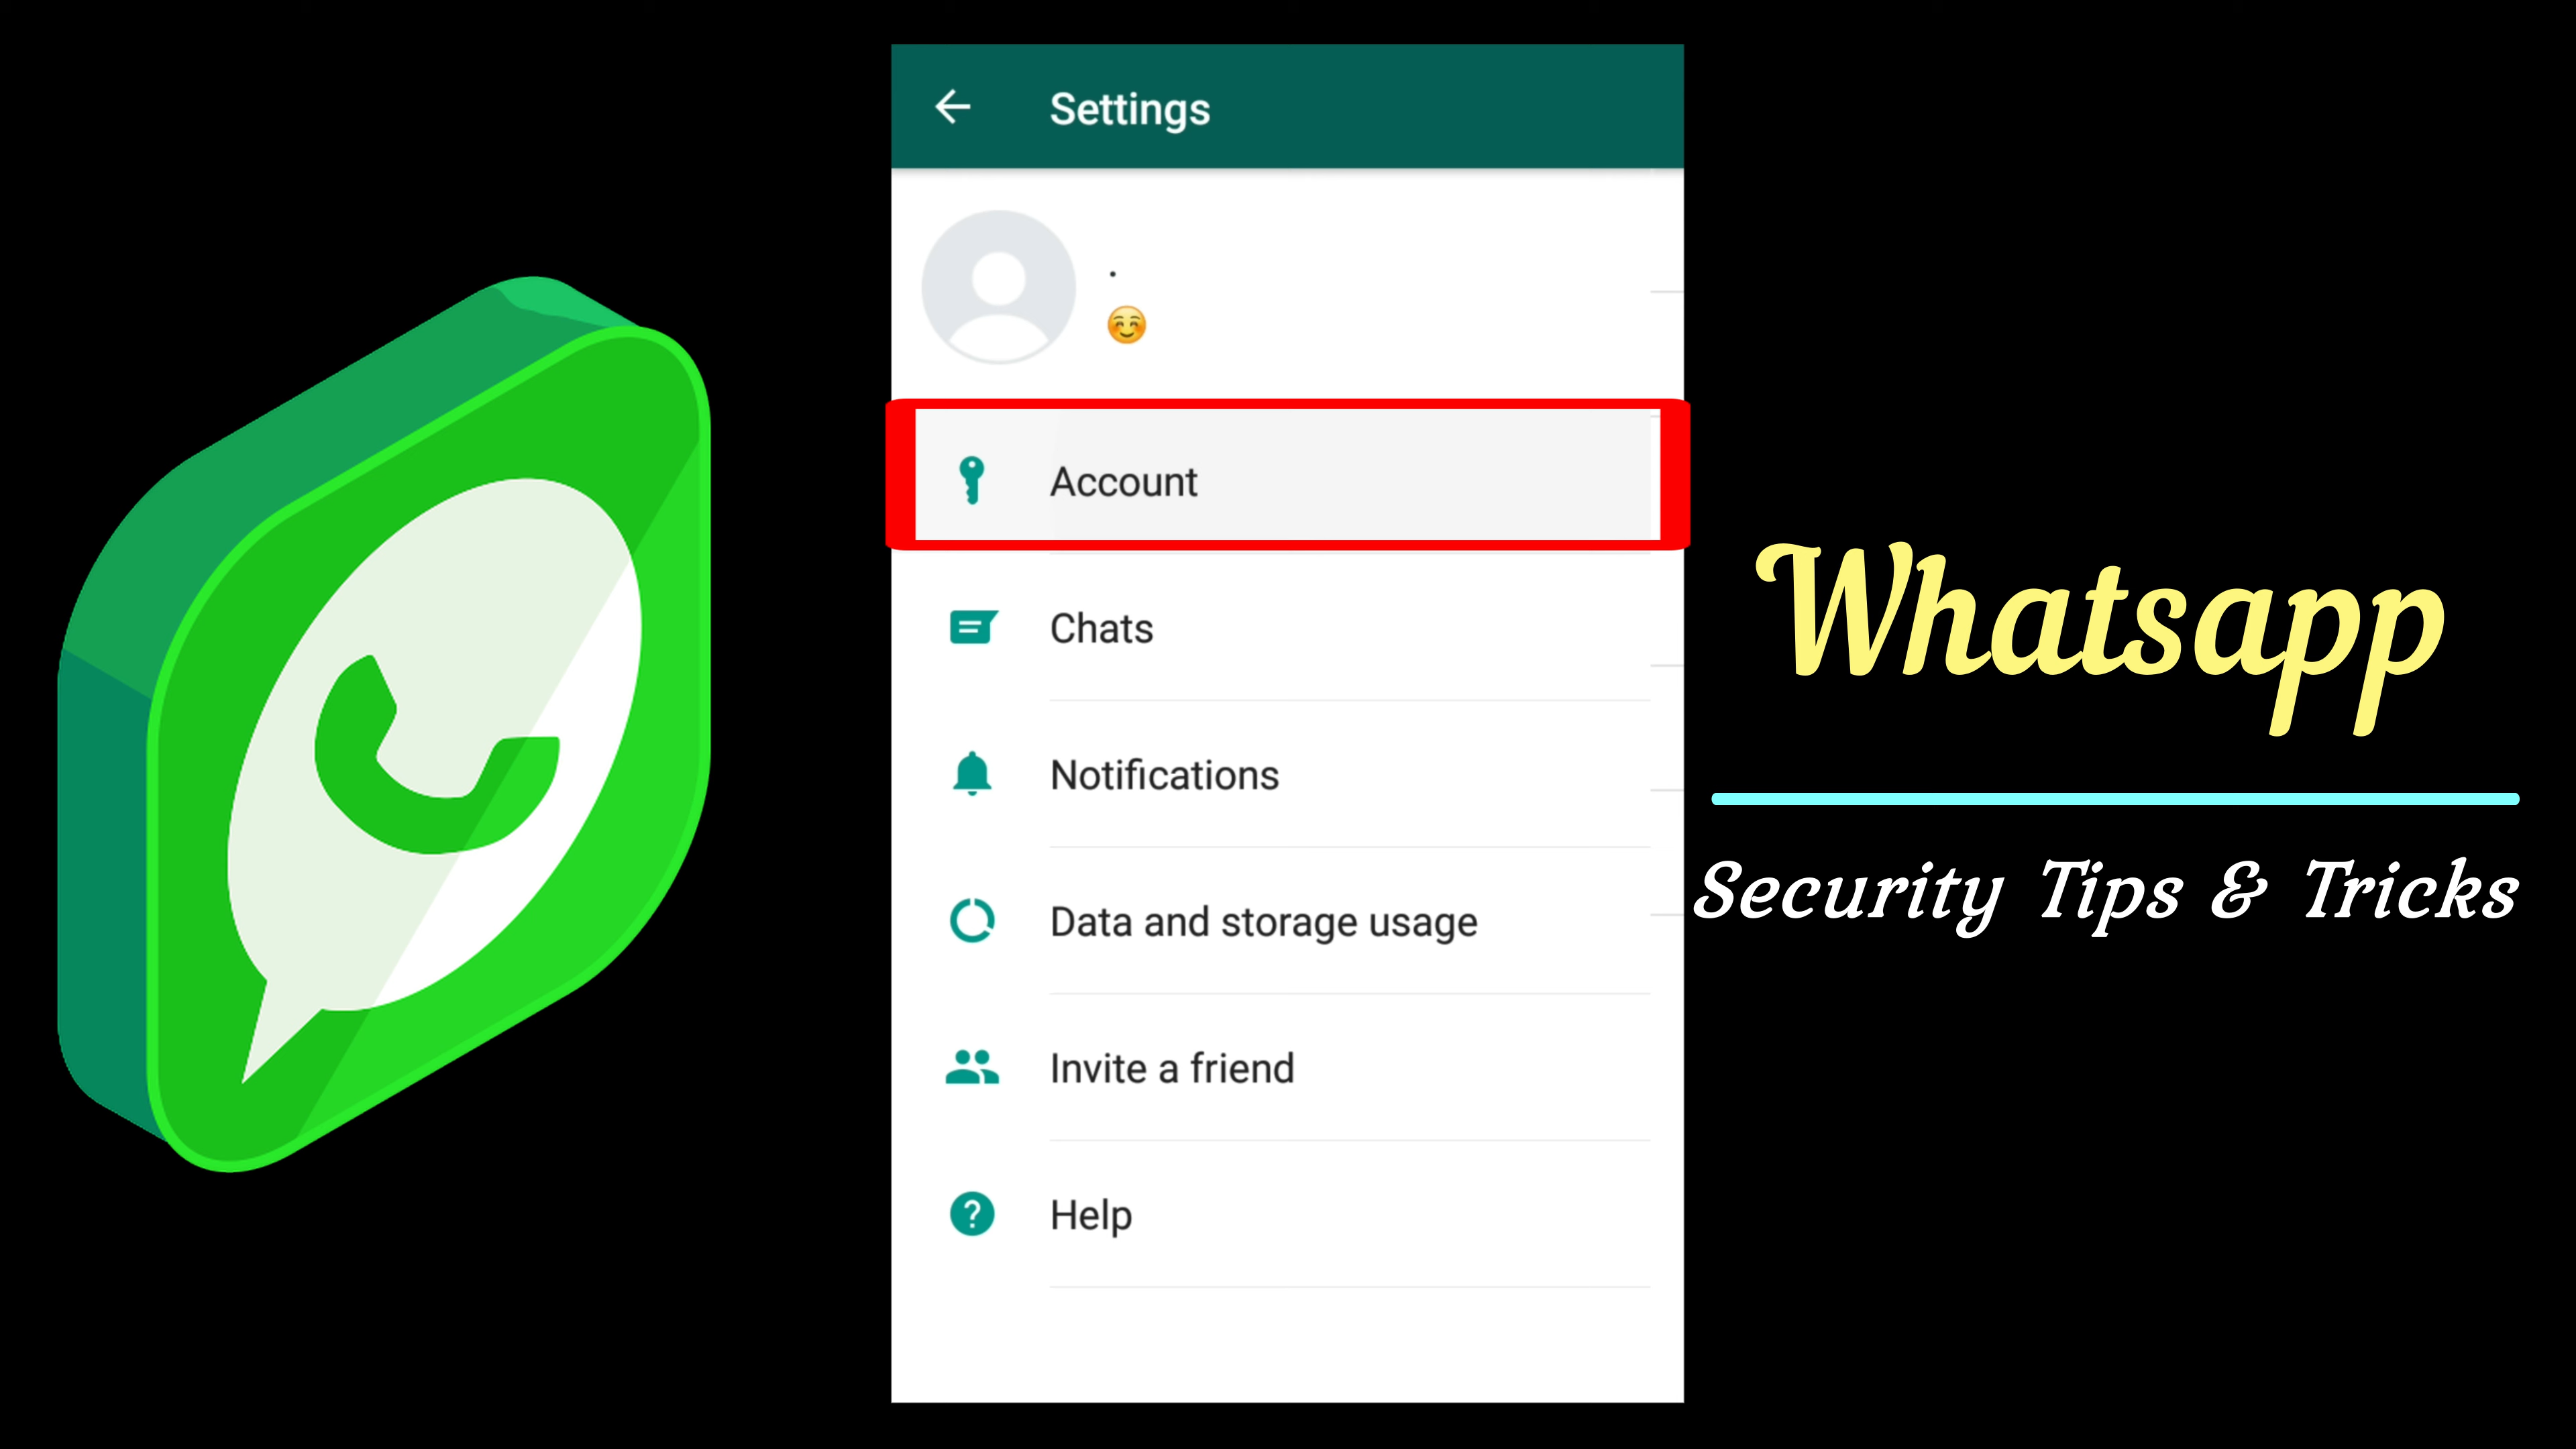 Settings
.
☺️
Account
Chats
Notifications
Data and storage usage
Invite a friend
Help
Whatsapp
Security Tips & Tricks